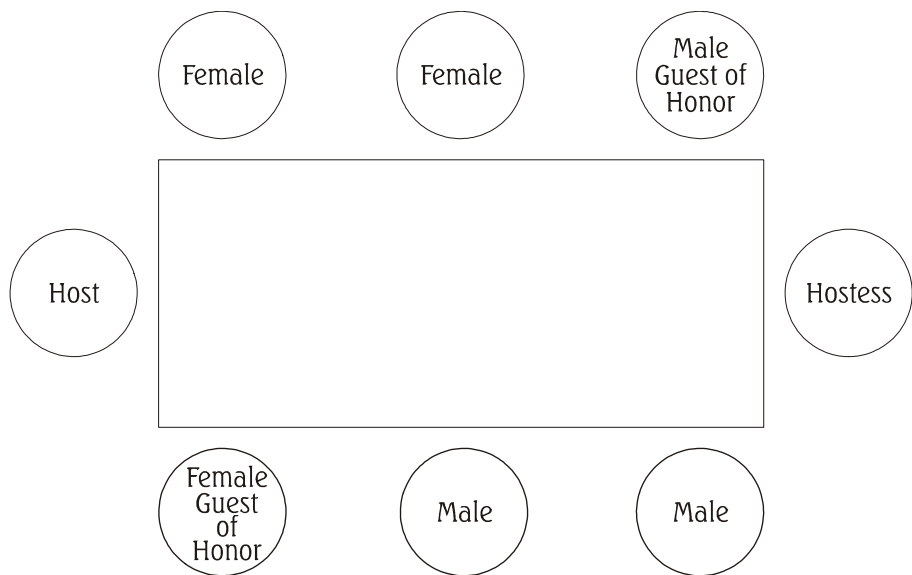 Female
Female
Male
Guest of
Honor
Host
Hostess
Female
Guest
of
Honor
Male
Male